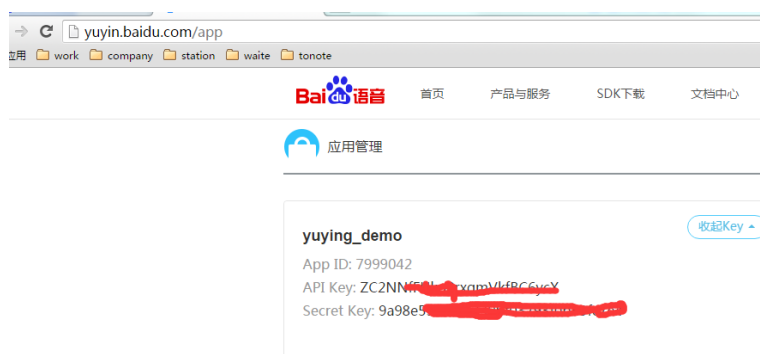 yuyin.baidu.com/app
应用 work company station waite tonote
Baidu语音 首页 产品与服务 SDK下载 文档中心
应用管理
yuying_demo
收起Key
App ID: 7999042
API Key:
Secret Key: